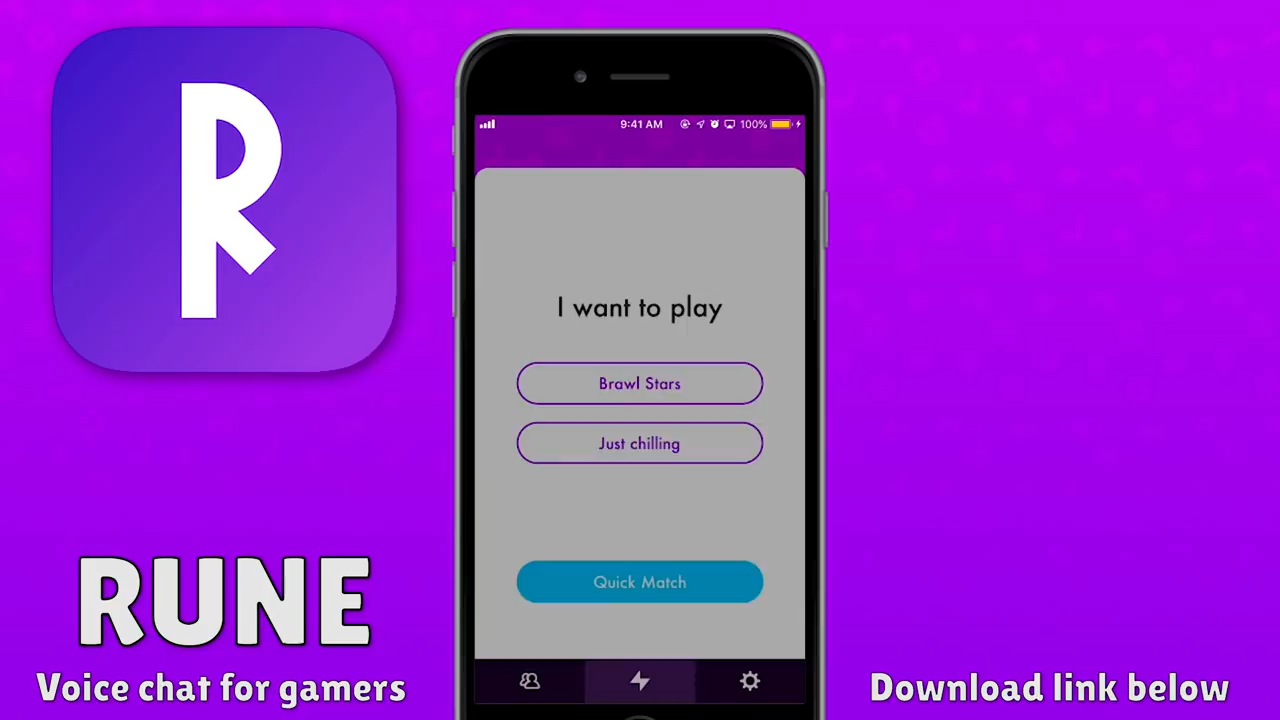 R
9:41 AM 100%
I want to play
Brawl Stars
Just chilling
Quick Match
RUNE
Voice chat for gamers
Download link below